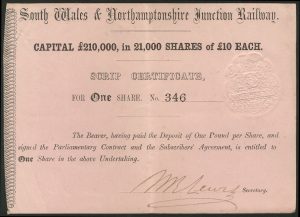 South Wales & Northamptonshire Junction Railway.
CAPITAL £210,000, in 21,000 SHARES of £10 EACH.
SCRIP CERTIFICATE,
FOR One SHARE. No. 346
The Bearer, having paid the Deposit of One Pound per Share, and
signed the Parliamentary Contract and the Subscribers' Agreement, is entitled to
One Share in the above Undertaking.
Secretary.